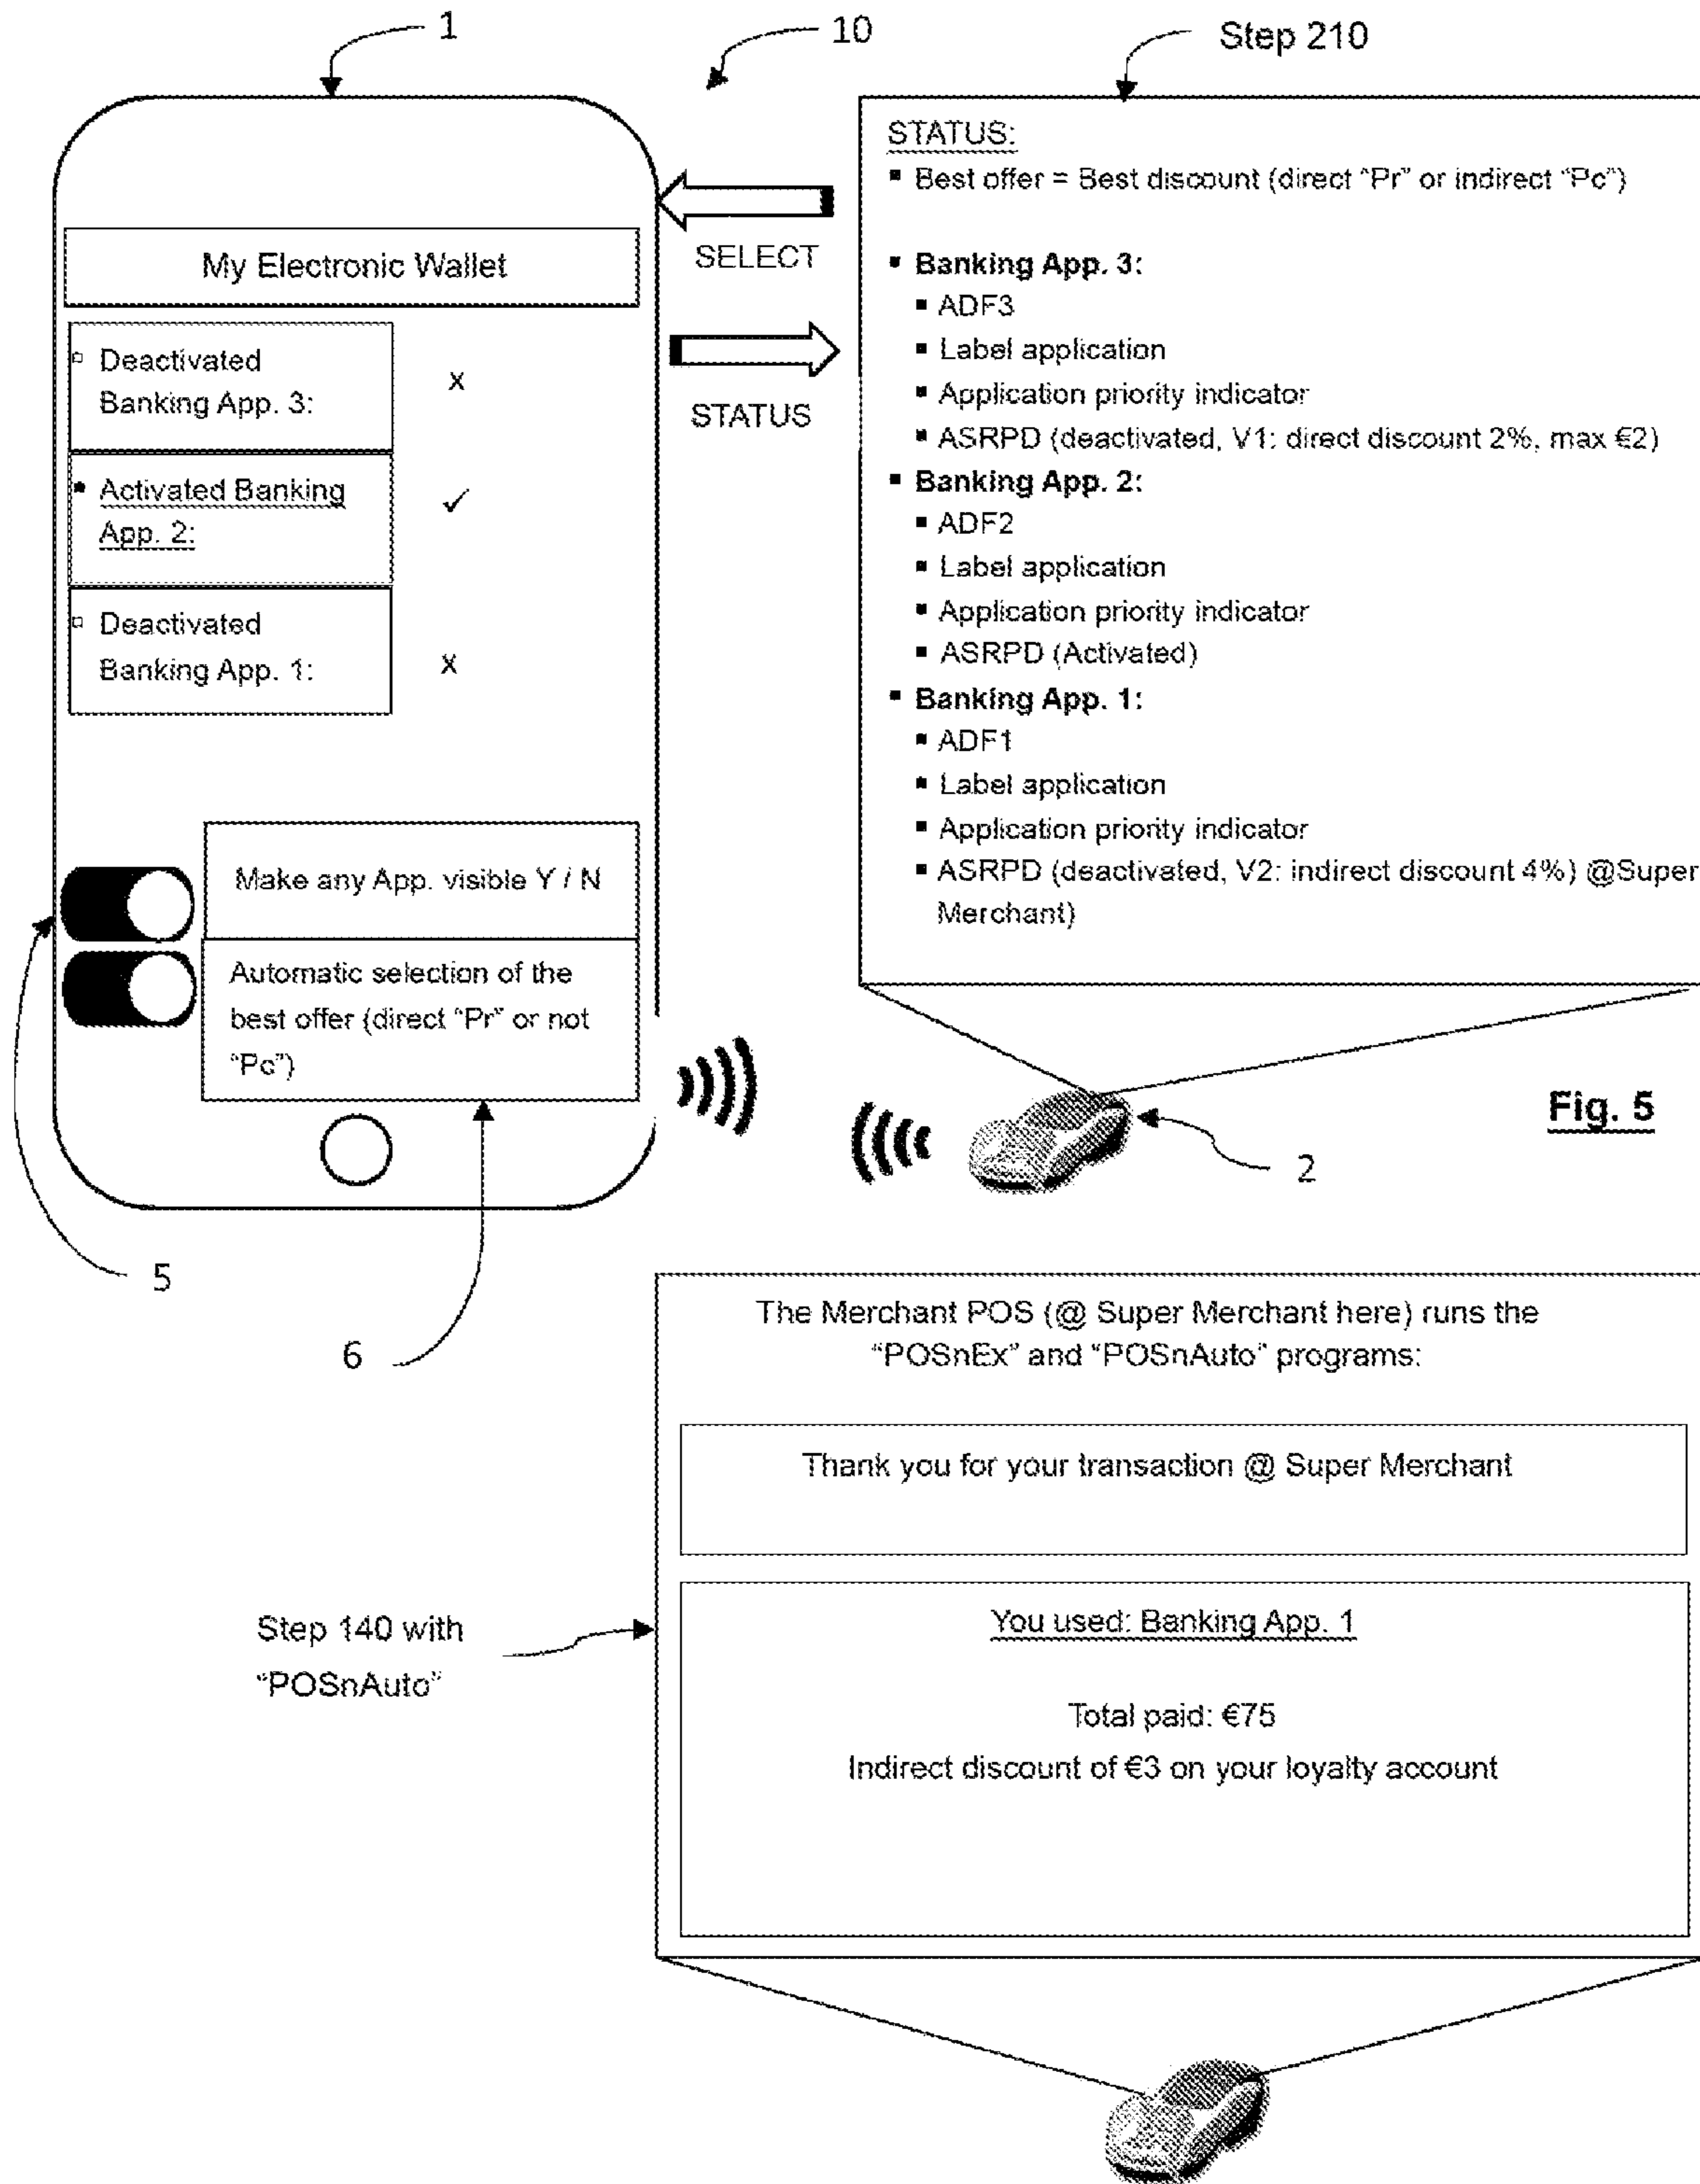 1
10
Step 210
My Electronic Wallet
▫ Deactivated
Banking App. 3:
x
▪ Activated Banking
App. 2:
✓
▫ Deactivated
Banking App. 1:
x
Make any App. visible Y / N
Automatic selection of the
best offer (direct "Pr" or not
"Pc")
SELECT
STATUS
STATUS:
▪ Best offer = Best discount (direct "Pr" or indirect "Pc")
▪ Banking App. 3:
▪ ADF3
▪ Label application
▪ Application priority indicator
▪ ASRPD (deactivated, V1: direct discount 2%, max €2)
▪ Banking App. 2:
▪ ADF2
▪ Label application
▪ Application priority indicator
▪ ASRPD (Activated)
▪ Banking App. 1:
▪ ADF1
▪ Label application
▪ Application priority indicator
▪ ASRPD (deactivated, V2: indirect discount 4%) @Super
Merchant)
Fig. 5
2
5
6
The Merchant POS (@ Super Merchant here) runs the
"POSnEx" and "POSnAuto" programs:
Thank you for your transaction @ Super Merchant
Step 140 with
"POSnAuto"
You used: Banking App. 1
Total paid: €75
Indirect discount of €3 on your loyalty account